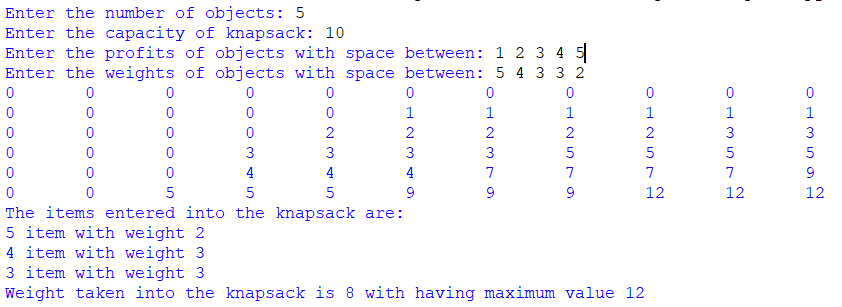 Enter the number of objects: 5
Enter the capacity of knapsack: 10
Enter the profits of objects with space between: 1 2 3 4 5
Enter the weights of objects with space between: 5 4 3 3 2
0 0 0 0 0 0 0 0 0 0 0
0 0 0 0 0 1 1 1 1 1 1
0 0 0 0 2 2 2 2 2 3 3
0 0 0 3 3 3 3 5 5 5 5
0 0 0 4 4 4 7 7 7 7 9
0 0 5 5 5 9 9 9 12 12 12
The items entered into the knapsack are:
5 item with weight 2
4 item with weight 3
3 item with weight 3
Weight taken into the knapsack is 8 with having maximum value 12